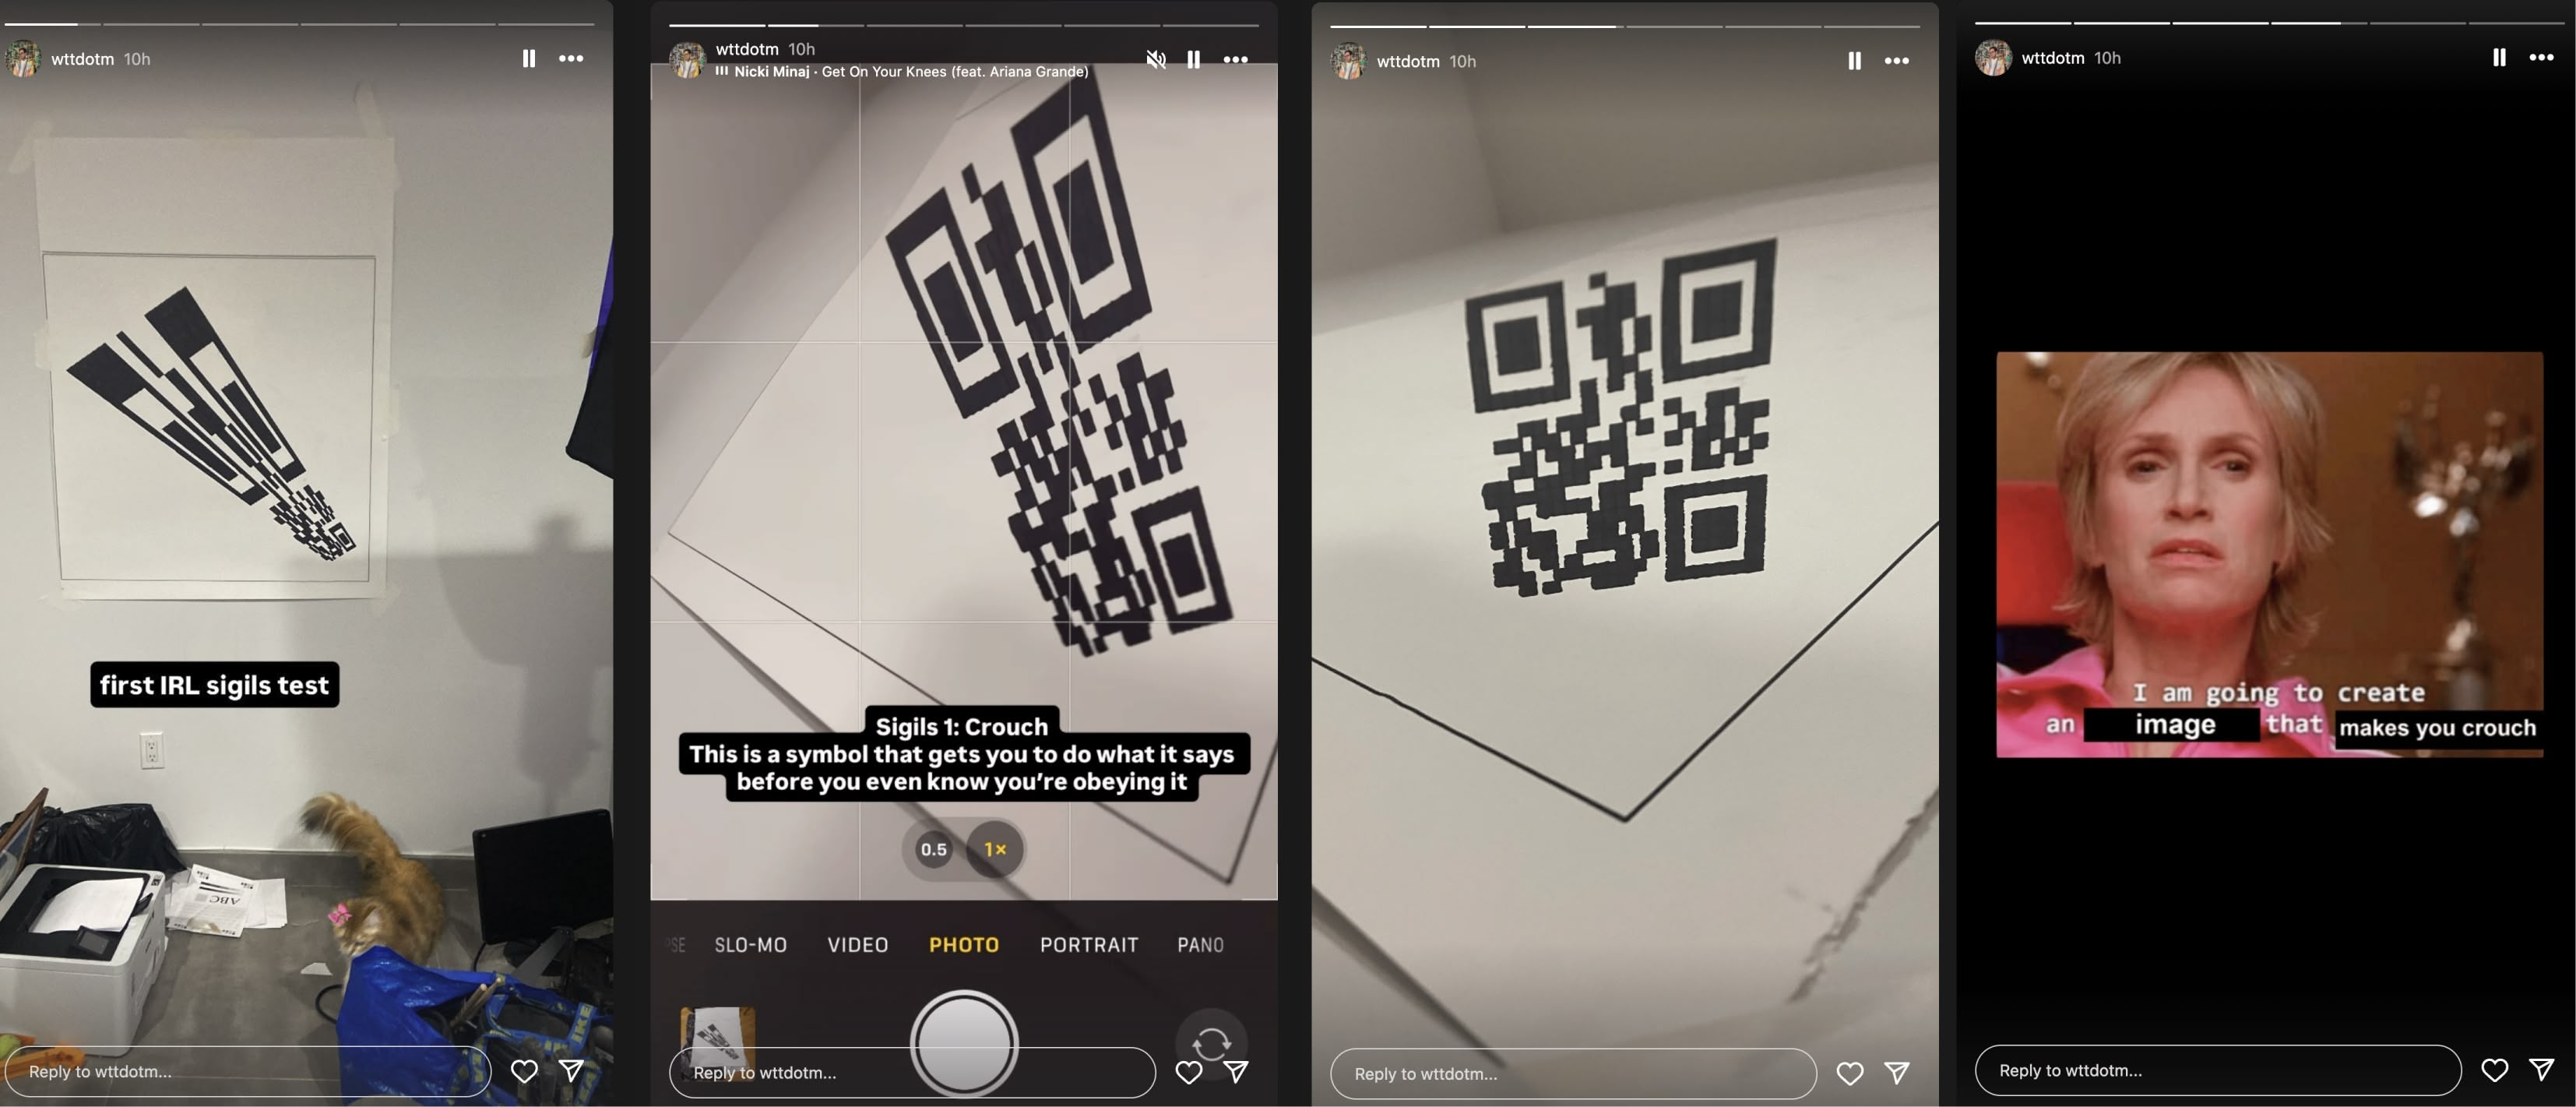 wttdotm 10h
first IRL sigils test
ABC
IKEA
Reply to wttdotm...
wttdotm 10h
Nicki Minaj · Get On Your Knees (feat. Ariana Grande)
Sigils 1: Crouch
This is a symbol that gets you to do what it says
before you even know you're obeying it
0.5 1×
SLO-MO VIDEO PHOTO PORTRAIT PANO
Reply to wttdotm...
wttdotm 10h
Reply to wttdotm...
wttdotm 10h
I am going to create
an image that makes you crouch
Reply to wttdotm...